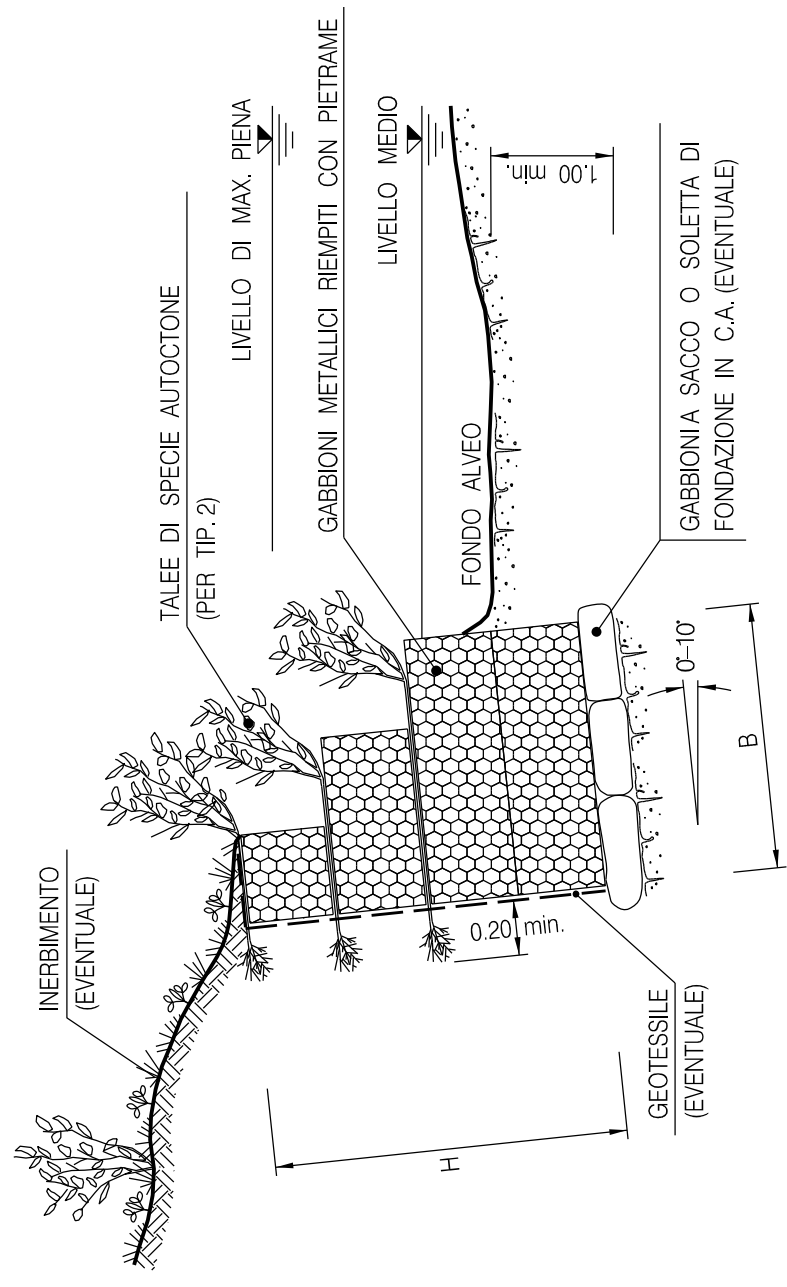 INERBIMENTO
(EVENTUALE)
TALEE DI SPECIE AUTOCTONE
(PER TIP. 2)
LIVELLO DI MAX. PIENA
GABBIONI METALLICI RIEMPITI CON PIETRAME
LIVELLO MEDIO
FONDO ALVEO
1.00 min.
0.20 min.
H
GEOTESSILE
(EVENTUALE)
B
0°-10°
GABBIONI A SACCO O SOLETTA DI
FONDAZIONE IN C.A. (EVENTUALE)